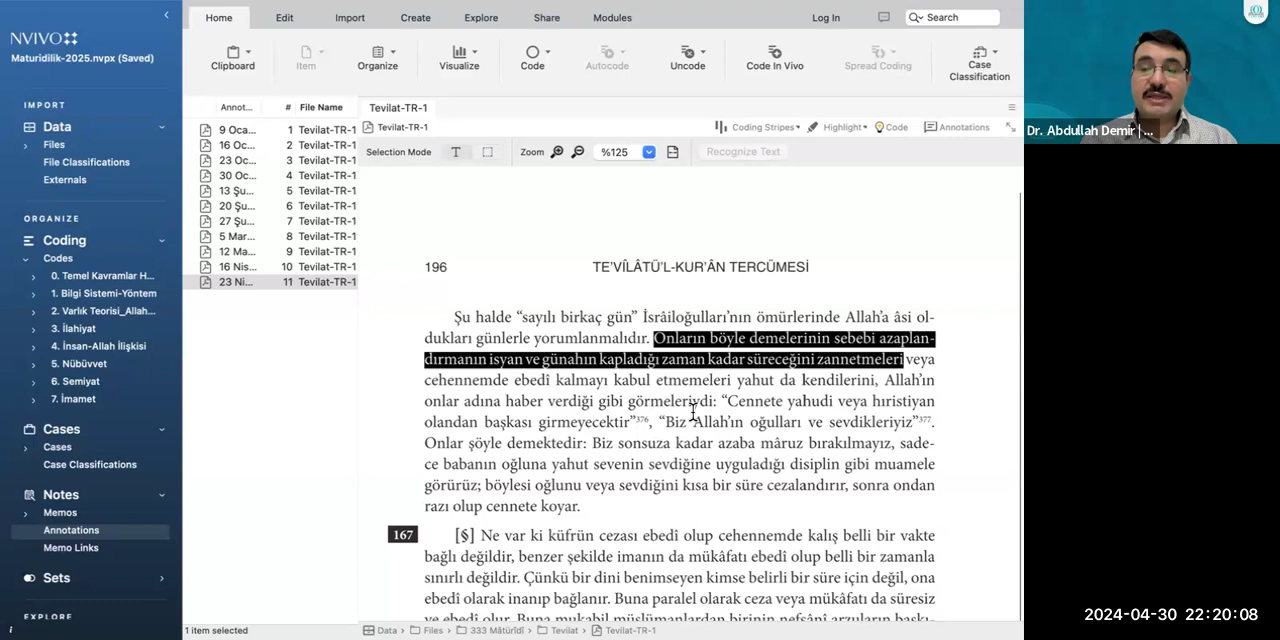 NVIVO
Maturidilik-2025.nvpx (Saved)
IMPORT
Data
Files
File Classifications
Externals
ORGANIZE
Coding
Codes
0. Temel Kavramlar H...
1. Bilgi Sistemi-Yöntem
2. Varlık Teorisi_Allah...
3. İlahiyat
4. İnsan-Allah İlişkisi
5. Nübüvvet
6. Semiyat
7. İmamet
Cases
Cases
Case Classifications
Notes
Memos
Annotations
Memo Links
Sets
EXPLORE
Home Edit Import Create Explore Share Modules Log In Search
Clipboard Item Organize Visualize Code Autocode Uncode Code In Vivo Spread Coding Case Classification
Annot... # File Name
9 Oca... 1 Tevilat-TR-1
16 Oc... 2 Tevilat-TR-1
23 Oc... 3 Tevilat-TR-1
30 Oc... 4 Tevilat-TR-1
13 Şu... 5 Tevilat-TR-1
20 Şu... 6 Tevilat-TR-1
27 Şu... 7 Tevilat-TR-1
5 Mar... 8 Tevilat-TR-1
12 Ma... 9 Tevilat-TR-1
16 Nis... 10 Tevilat-TR-1
23 Ni... 11 Tevilat-TR-1
1 item selected
Tevilat-TR-1
Tevilat-TR-1 Coding Stripes Highlight Code Annotations
Selection Mode T Zoom %125 Recognize Text
196 TE’VÎLÂTÜ’L-KUR’ÂN TERCÜMESİ
Şu halde “sayılı birkaç gün” İsrâiloğulları’nın ömürlerinde Allah’a âsi ol-
dukları günlerle yorumlanmalıdır. Onların böyle demelerinin sebebi azaplan-
dırmanın isyan ve günahın kapladığı zaman kadar süreceğini zannetmeleri veya
cehennemde ebedî kalmayı kabul etmemeleri yahut da kendilerini, Allah’ın
onlar adına haber verdiği gibi görmeleriydi: “Cennete yahudi veya hıristiyan
olandan başkası girmeyecektir”376, “Biz Allah’ın oğulları ve sevdikleriyiz”377.
Onlar şöyle demektedir: Biz sonsuza kadar azaba mâruz bırakılmayız, sade-
ce babanın oğluna yahut sevenin sevdiğine uyguladığı disiplin gibi muamele
görürüz; böylesi oğlunu veya sevdiğini kısa bir süre cezalandırır, sonra ondan
razı olup cennete koyar.
167 [§] Ne var ki küfrün cezası ebedî olup cehennemde kalış belli bir vakte
bağlı değildir, benzer şekilde imanın da mükâfatı ebedî olup belli bir zamanla
sınırlı değildir. Çünkü bir dini benimseyen kimse belirli bir süre için değil, ona
ebedî olarak inanıp bağlanır. Buna paralel olarak ceza veya mükâfatı da süresiz
ve ebedî olur. Buna mukabil müslümanlardan birinin nefsânî arzuların baskı-
Data Files 333 Mâtürîdî Tevilat Tevilat-TR-1
Dr. Abdullah Demir | ...
2024-04-30 22:20:08